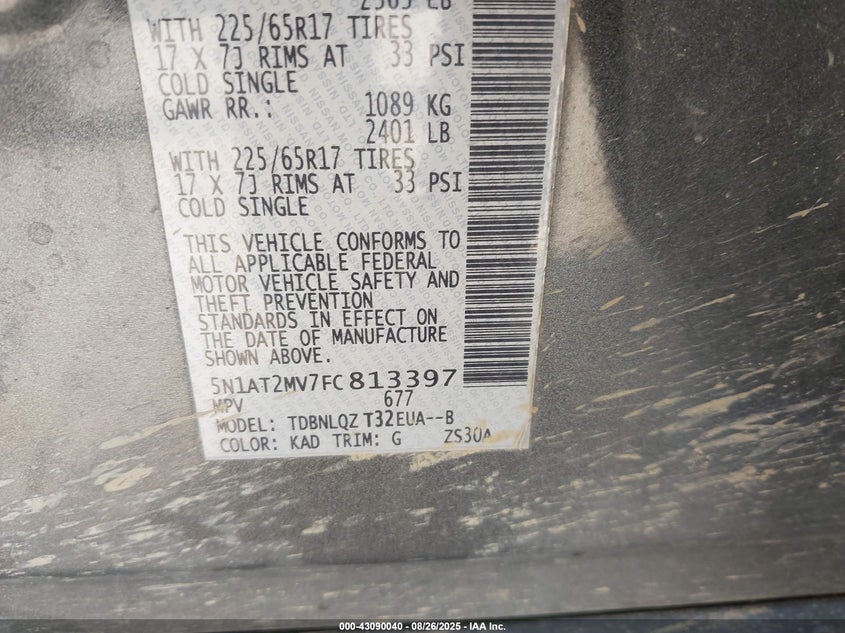 2505 LB
WITH 225/65R17 TIRES
17 X 7J RIMS AT 33 PSI
COLD SINGLE
GAWR RR.: 1089 KG
2401 LB
WITH 225/65R17 TIRES
17 X 7J RIMS AT 33 PSI
COLD SINGLE
THIS VEHICLE CONFORMS TO
ALL APPLICABLE FEDERAL
MOTOR VEHICLE SAFETY AND
THEFT PREVENTION
STANDARDS IN EFFECT ON
THE DATE OF MANUFACTURE
SHOWN ABOVE.
5N1AT2MV7FC813397
MPV 677
MODEL: TDBNLQZ T32EUA--B
COLOR: KAD TRIM: G ZS30A
000-43090040 - 08/26/2025 - IAA Inc.